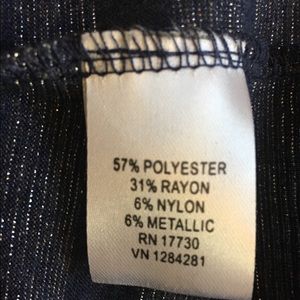 57% POLYESTER
31% RAYON
6% NYLON
6% METALLIC
RN 17730
VN 1284281